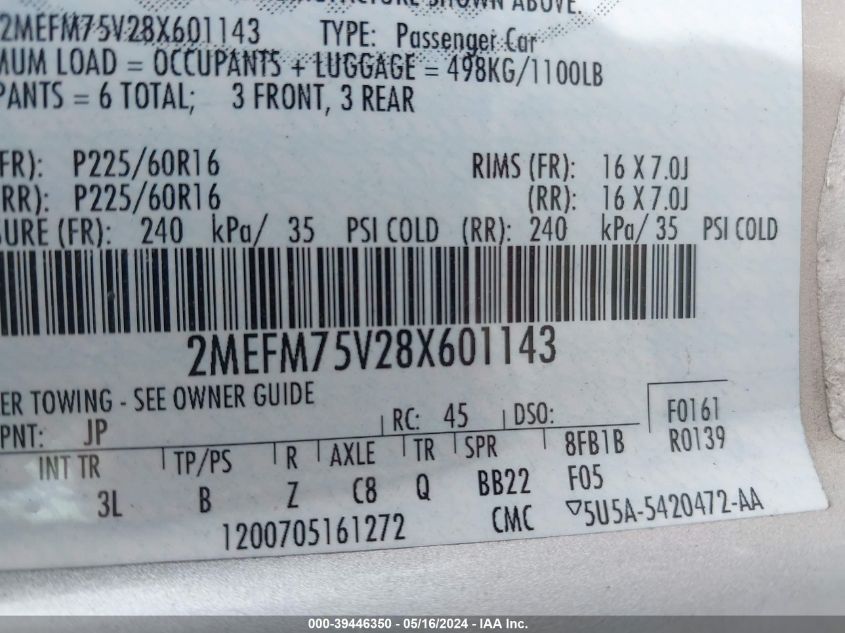 SHOWN ABOVE.
2MEFM75V28X601143 TYPE: Passenger Car
MUM LOAD = OCCUPANTS + LUGGAGE = 498KG/1100LB
PANTS = 6 TOTAL; 3 FRONT, 3 REAR
FR): P225/60R16 RIMS (FR): 16 X 7.0J
RR): P225/60R16 (RR): 16 X 7.0J
SURE (FR): 240 kPa/ 35 PSI COLD (RR): 240 kPa/ 35 PSI COLD
2MEFM75V28X601143
ER TOWING - SEE OWNER GUIDE
PNT: JP RC: 45 DSO: F0161
INT TR TP/PS R AXLE TR SPR 8FB1B R0139
3L B Z C8 Q BB22 F05
1200705161272 CMC ▽5U5A-5420472-AA
000-39446350 - 05/16/2024 - IAA Inc.